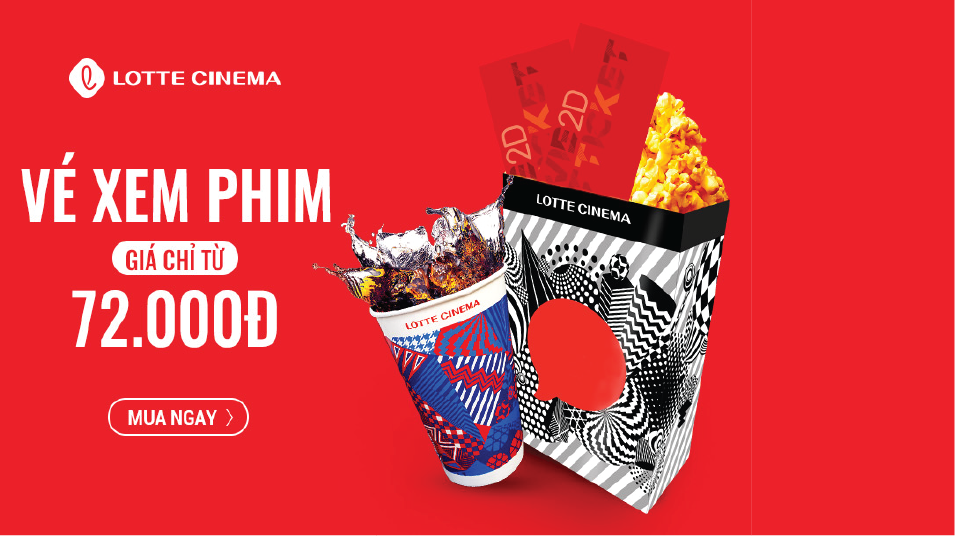 LOTTE CINEMA
VÉ XEM PHIM
GIÁ CHỈ TỪ
72.000Đ
MUA NGAY
LOTTE CINEMA
LOTTE CINEMA
2D
2D